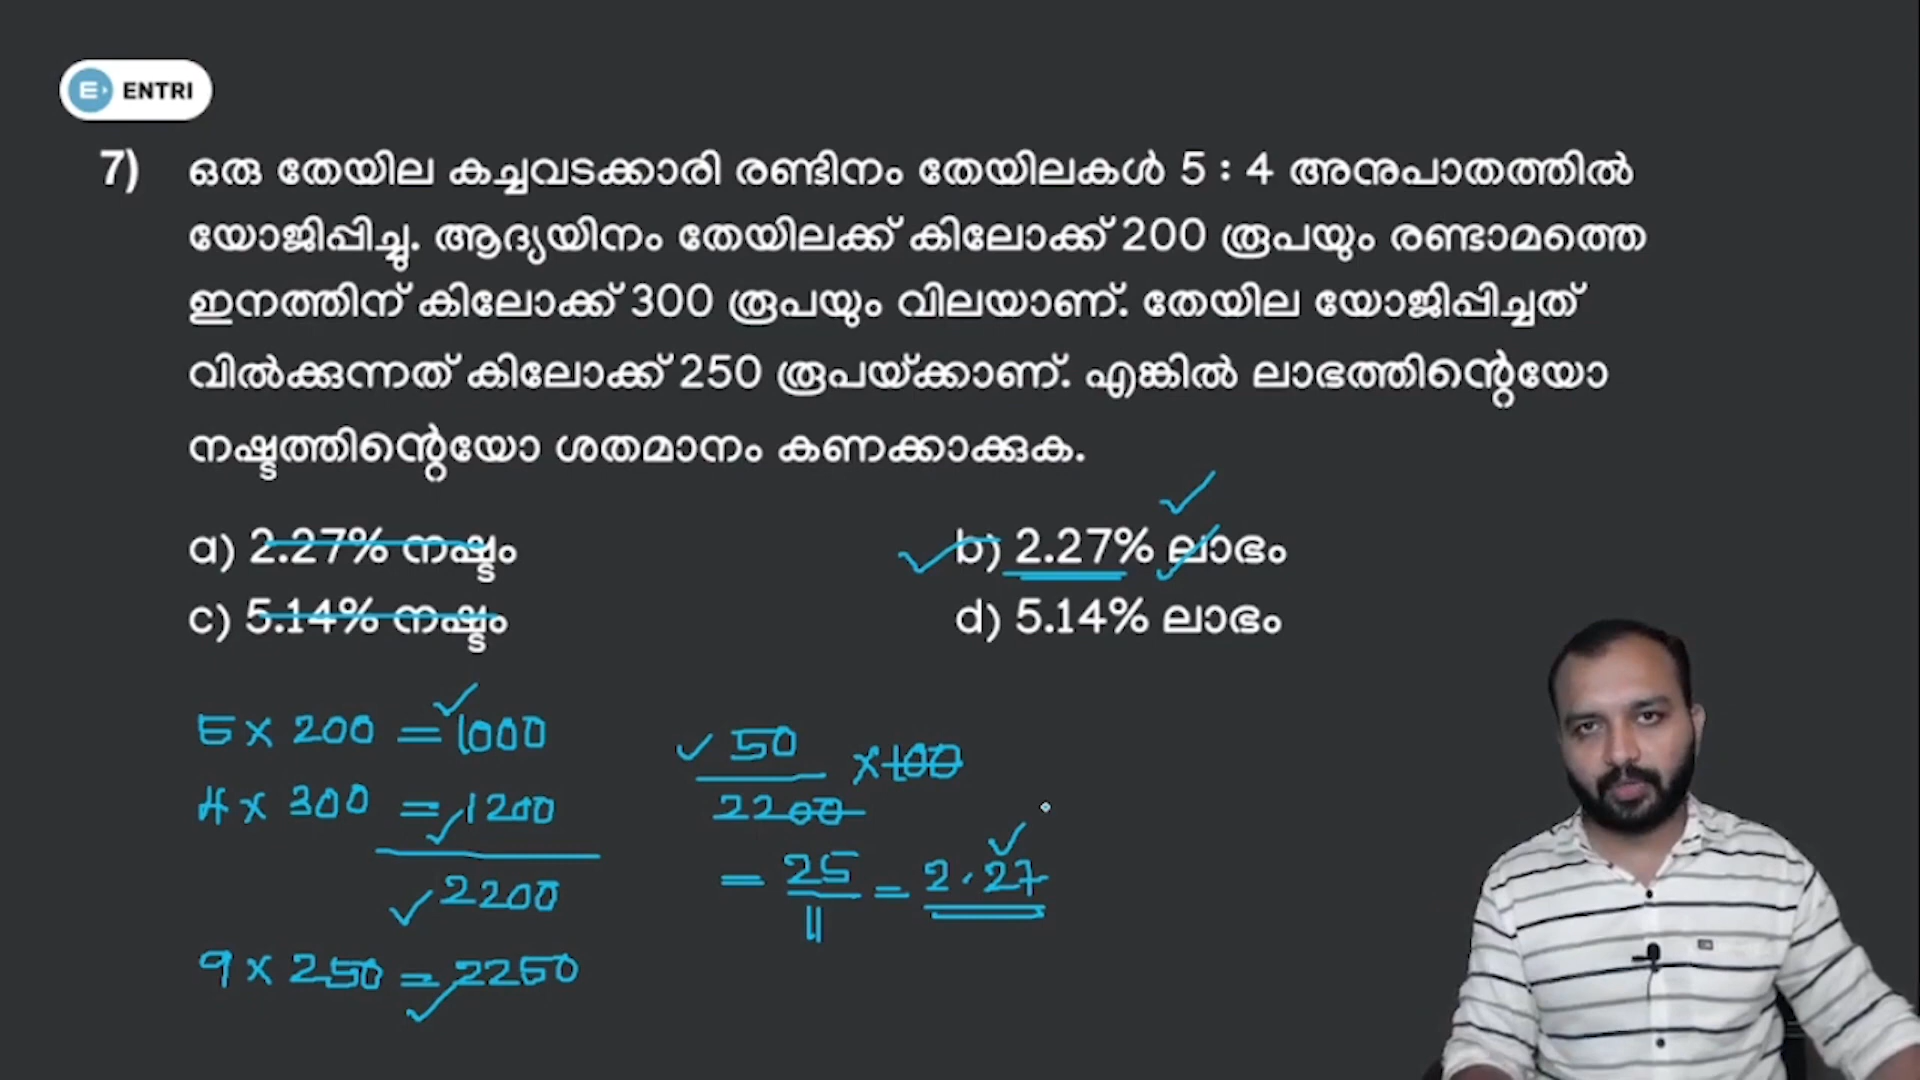 ENTRI
7) ഒരു തേയില കച്ചവടക്കാരി രണ്ടിനം തേയിലകൾ 5 : 4 അനുപാതത്തിൽ
യോജിപ്പിച്ചു. ആദ്യയിനം തേയിലക്ക് കിലോക്ക് 200 രൂപയും രണ്ടാമത്തെ
ഇനത്തിന് കിലോക്ക് 300 രൂപയും വിലയാണ്. തേയില യോജിപ്പിച്ചത്
വിൽക്കുന്നത് കിലോക്ക് 250 രൂപയ്ക്കാണ്. എങ്കിൽ ലാഭത്തിന്റെയോ
നഷ്ടത്തിന്റെയോ ശതമാനം കണക്കാക്കുക.
a) 2.27% നഷ്ടം
b) 2.27% ലാഭം
c) 5.14% നഷ്ടം
d) 5.14% ലാഭം
5 × 200 = 1000
4 × 300 = 1200
2200
9 × 250 = 2250
50
× 100
2200
= 25/11 = 2.27